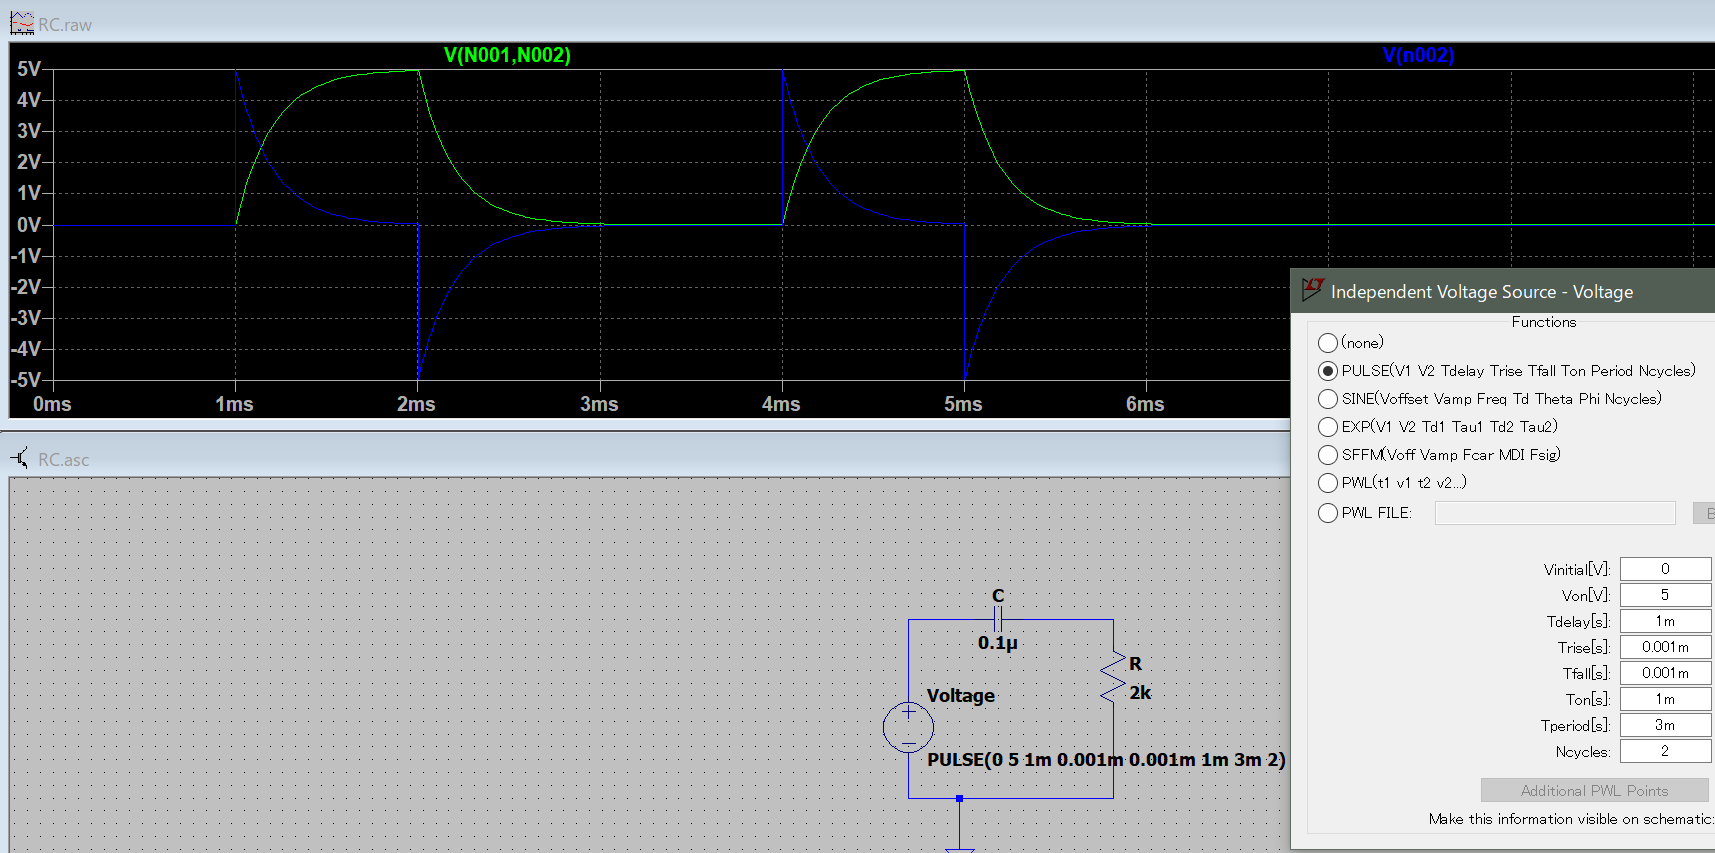 RC.raw
V(N001,N002)
V(n002)
5V
4V
3V
2V
1V
0V
-1V
-2V
-3V
-4V
-5V
0ms 1ms 2ms 3ms 4ms 5ms 6ms
RC.asc
C
0.1µ
R
2k
Voltage
PULSE(0 5 1m 0.001m 0.001m 1m 3m 2)
Independent Voltage Source - Voltage
Functions
(none)
PULSE(V1 V2 Tdelay Trise Tfall Ton Period Ncycles)
SINE(Voffset Vamp Freq Td Theta Phi Ncycles)
EXP(V1 V2 Td1 Tau1 Td2 Tau2)
SFFM(Voff Vamp Fcar MDI Fsig)
PWL(t1 v1 t2 v2...)
PWL FILE: B
Vinitial[V]: 0
Von[V]: 5
Tdelay[s]: 1m
Trise[s]: 0.001m
Tfall[s]: 0.001m
Ton[s]: 1m
Tperiod[s]: 3m
Ncycles: 2
Additional PWL Points
Make this information visible on schematic: